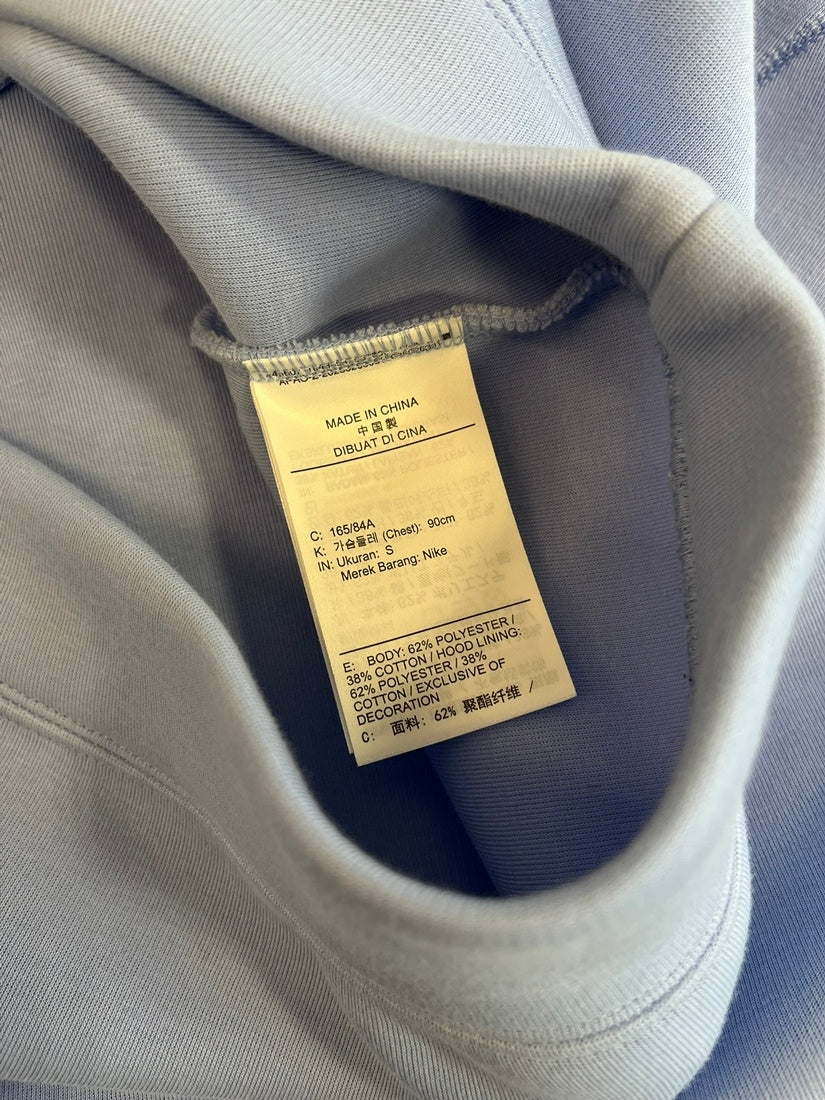 MADE IN CHINA
中国製
DIBUAT DI CINA
C: 165/84A
K: 가슴둘레 (Chest): 90cm
IN: Ukuran: S
Merek Barang: Nike
E: BODY: 62% POLYESTER /
38% COTTON / HOOD LINING:
62% POLYESTER / 38%
COTTON / EXCLUSIVE OF
DECORATION
C: 面料: 62% 聚酯纤维 /